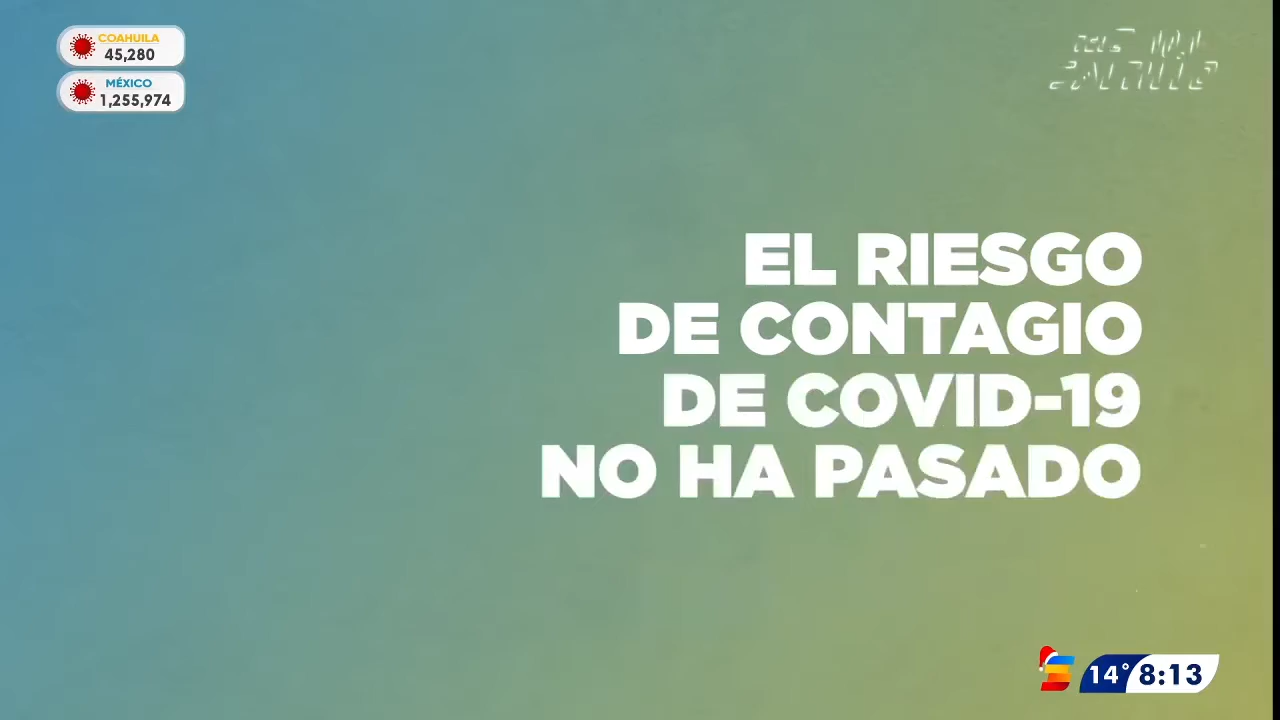 COAHUILA
45,280
MÉXICO
1,255,974
EL RIESGO
DE CONTAGIO
DE COVID-19
NO HA PASADO
14° 8:13